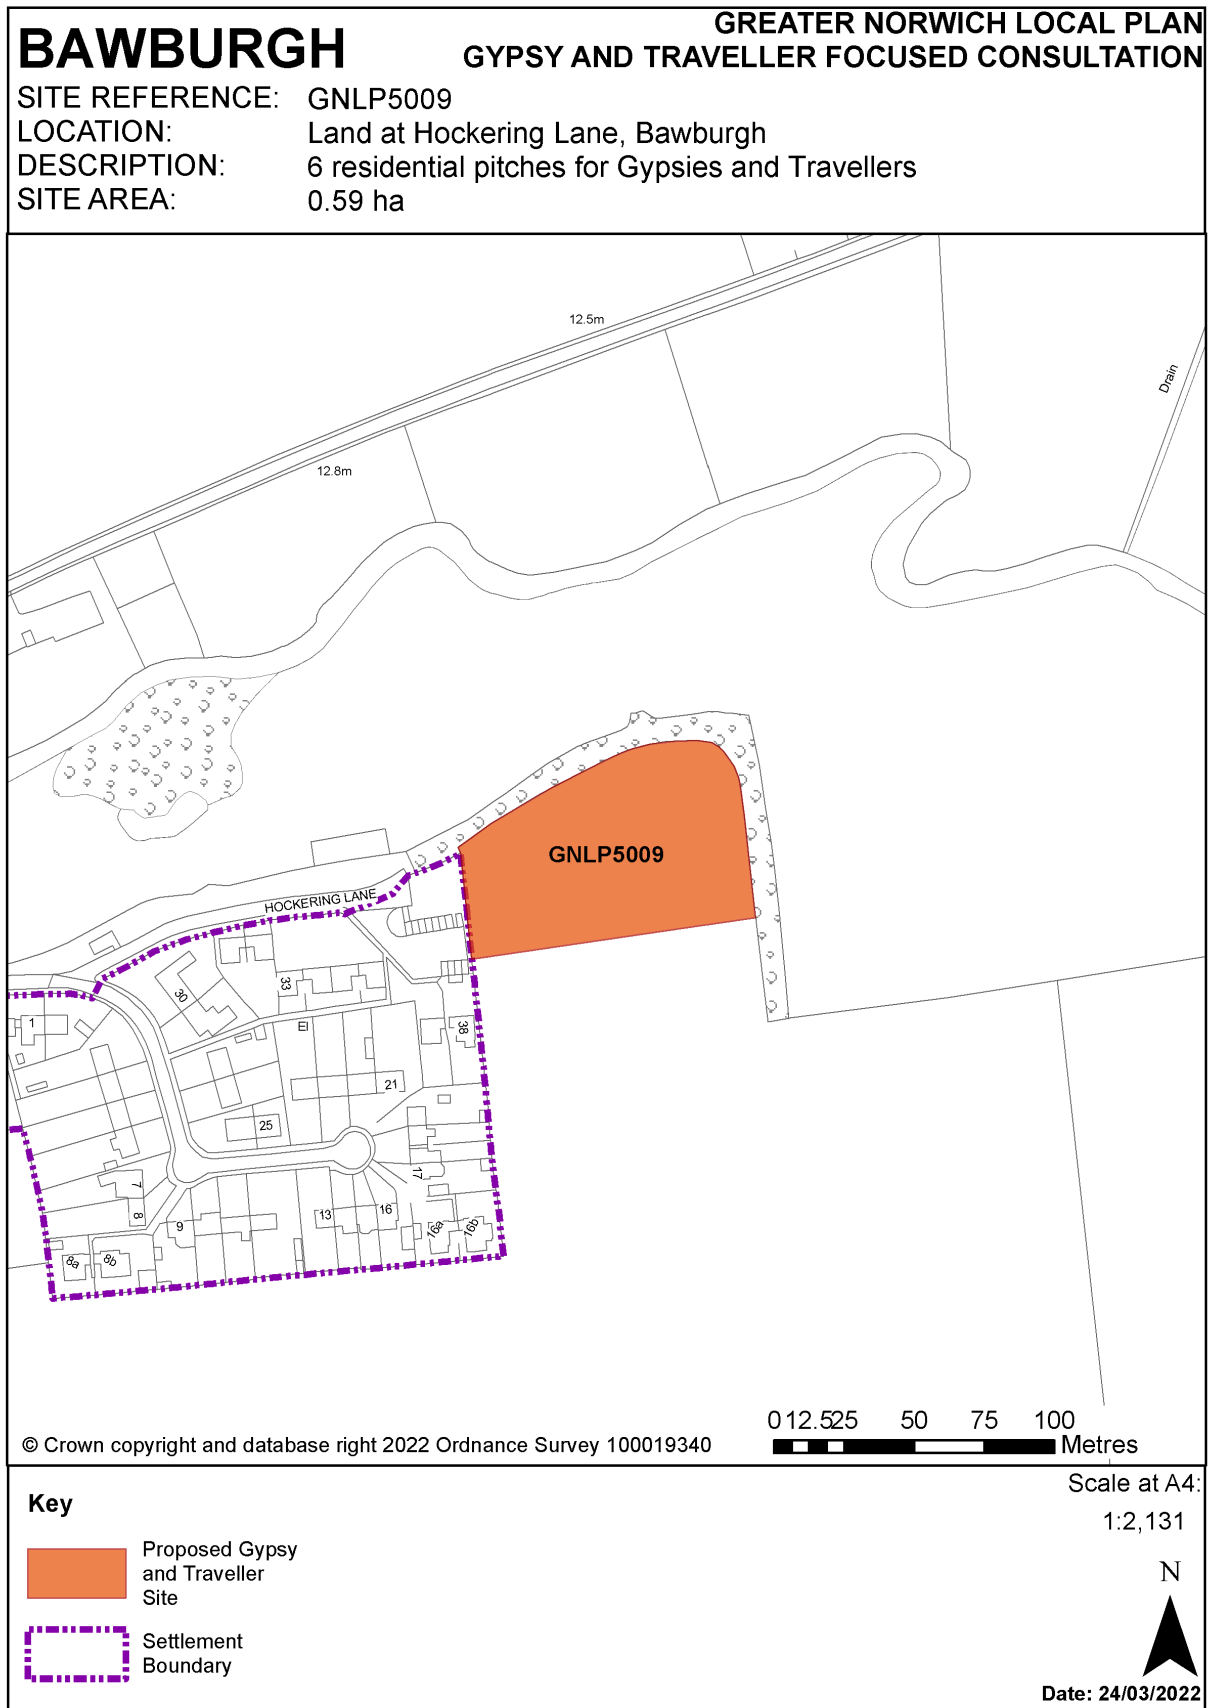 BAWBURGH
GREATER NORWICH LOCAL PLAN
GYPSY AND TRAVELLER FOCUSED CONSULTATION
SITE REFERENCE: GNLP5009
LOCATION: Land at Hockering Lane, Bawburgh
DESCRIPTION: 6 residential pitches for Gypsies and Travellers
SITE AREA: 0.59 ha
12.5m
Drain
12.8m
GNLP5009
HOCKERING LANE
33
30
1
El
38
21
25
17
7
8
9
13
16
16a
16b
8a
8b
0 12.5 25 50 75 100
Metres
© Crown copyright and database right 2022 Ordnance Survey 100019340
Scale at A4:
1:2,131
Key
Proposed Gypsy
and Traveller
Site
Settlement
Boundary
N
Date: 24/03/2022